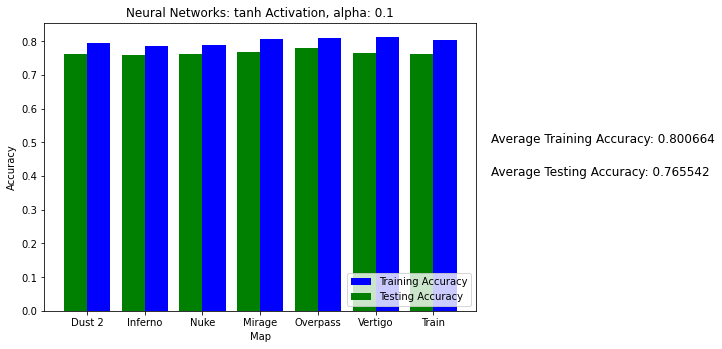 Neural Networks: tanh Activation, alpha: 0.1
0.8
0.7
0.6
0.5
0.4
0.3
0.2
0.1
0.0
Accuracy
Dust 2 Inferno Nuke Mirage Overpass Vertigo Train
Map
Training Accuracy
Testing Accuracy
Average Training Accuracy: 0.800664
Average Testing Accuracy: 0.765542